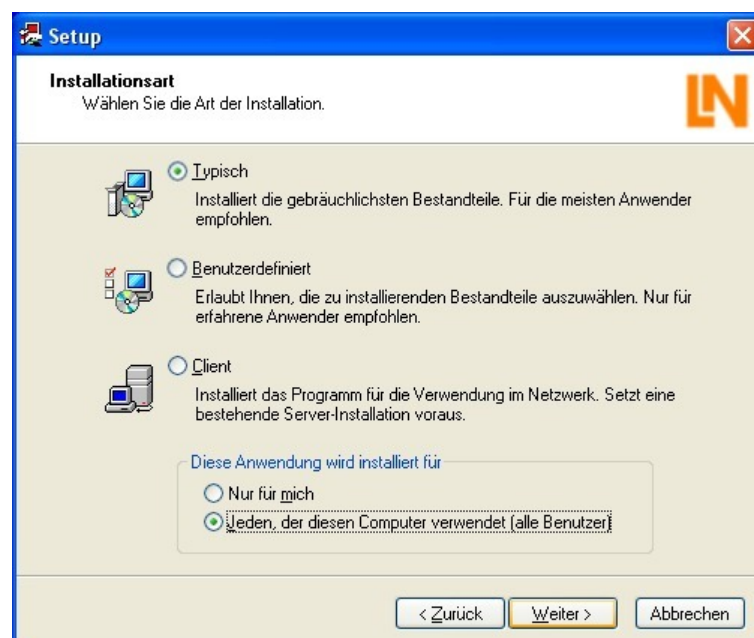 Setup
Installationsart
Wählen Sie die Art der Installation.
LN
Typisch
Installiert die gebräuchlichsten Bestandteile. Für die meisten Anwender
empfohlen.
Benutzerdefiniert
Erlaubt Ihnen, die zu installierenden Bestandteile auszuwählen. Nur für
erfahrene Anwender empfohlen.
Client
Installiert das Programm für die Verwendung im Netzwerk. Setzt eine
bestehende Server-Installation voraus.
Diese Anwendung wird installiert für
Nur für mich
Jeden, der diesen Computer verwendet (alle Benutzer)
< Zurück
Weiter >
Abbrechen